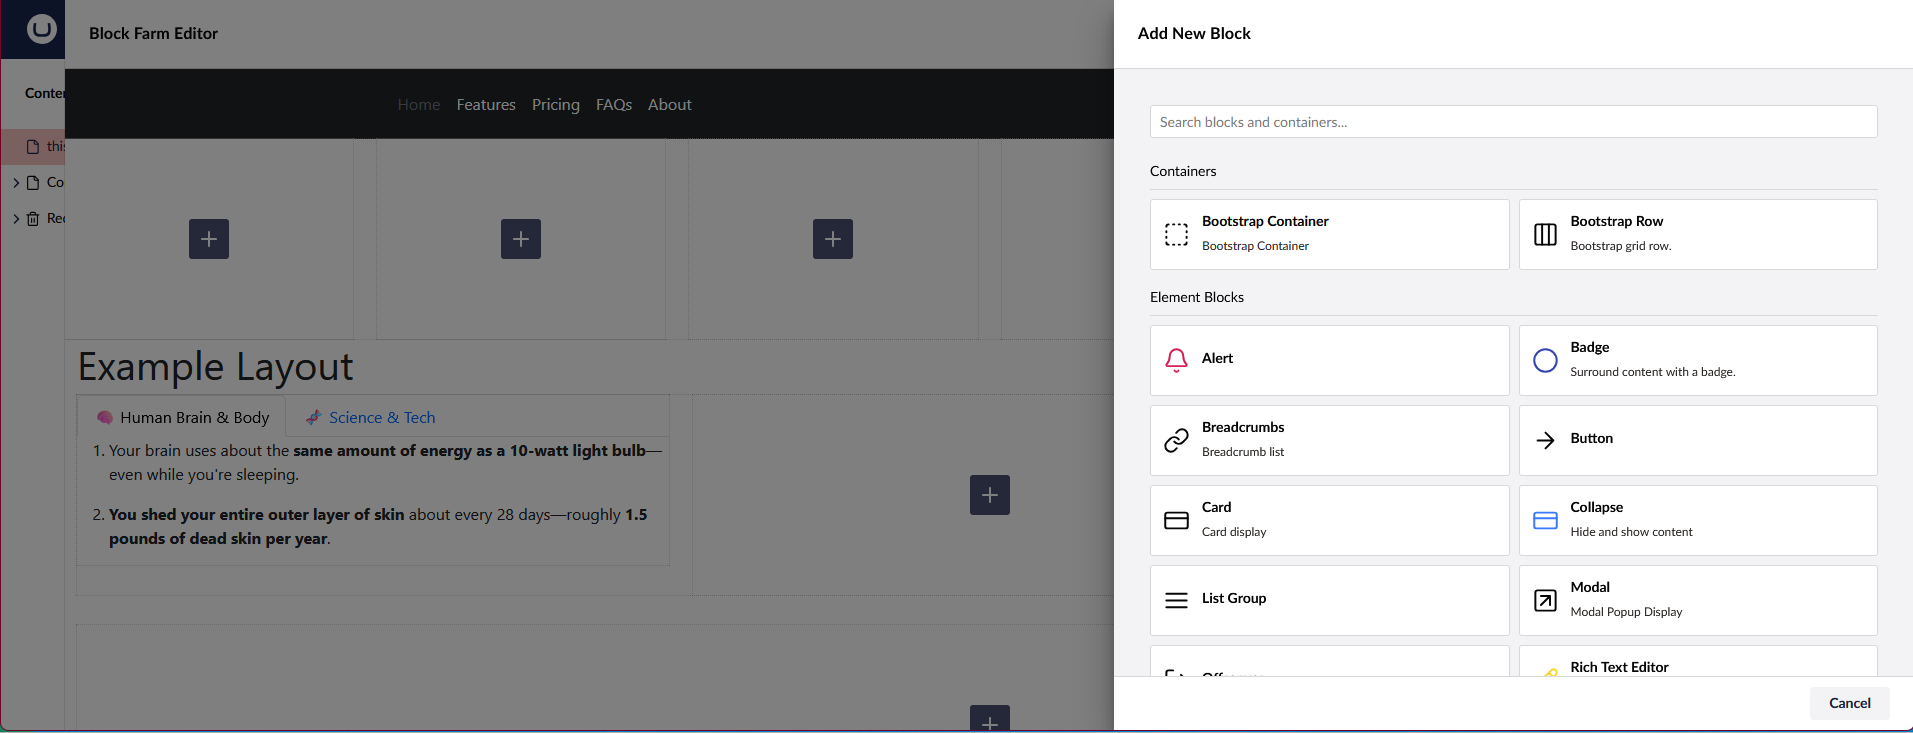 Block Farm Editor
Add New Block
Home Features Pricing FAQs About
Search blocks and containers...
Containers
Bootstrap Container
Bootstrap Container
Bootstrap Row
Bootstrap grid row.
Element Blocks
Alert
Badge
Surround content with a badge.
Breadcrumbs
Breadcrumb list
Button
Card
Card display
Collapse
Hide and show content
List Group
Modal
Modal Popup Display
Rich Text Editor
Cancel
Example Layout
🧠 Human Brain & Body 🧬 Science & Tech
1. Your brain uses about the same amount of energy as a 10-watt light bulb—
even while you're sleeping.
2. You shed your entire outer layer of skin about every 28 days—roughly 1.5
pounds of dead skin per year.